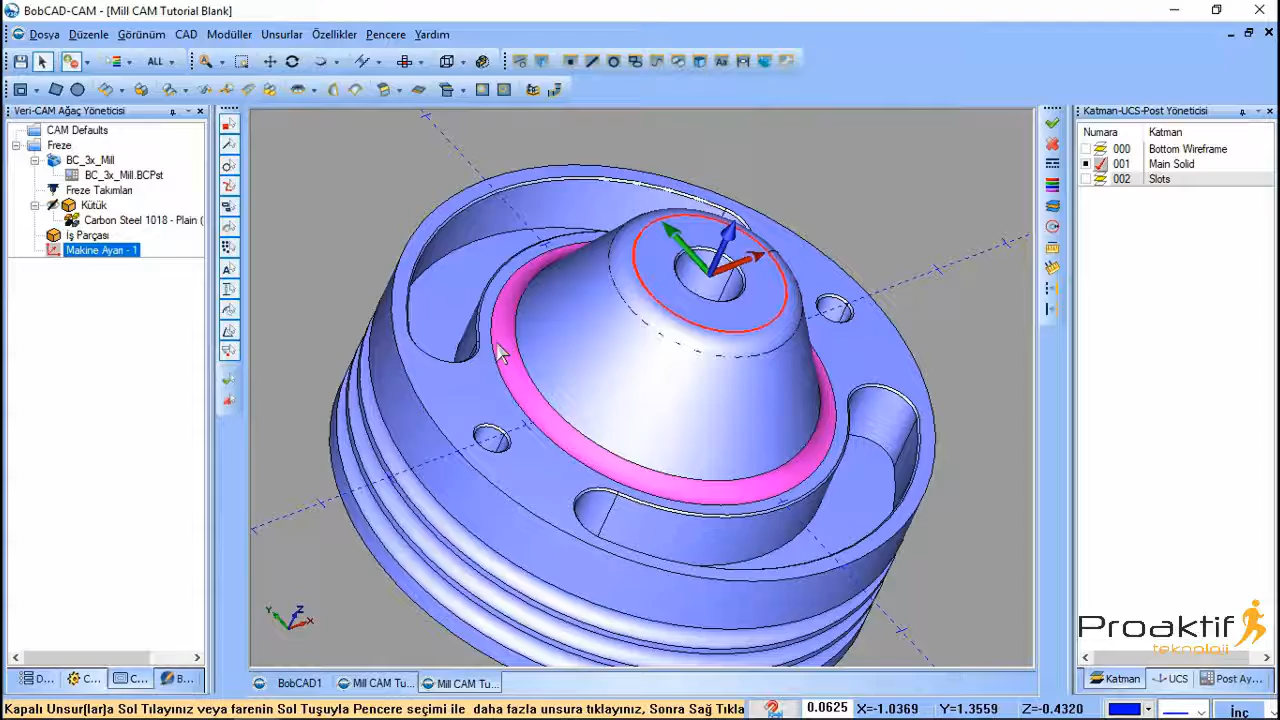 BobCAD-CAM - [Mill CAM Tutorial Blank]
Dosya Düzenle Görünüm CAD Modüller Unsurlar Özellikler Pencere Yardım
ALL
Veri-CAM Ağaç Yöneticisi
CAM Defaults
Freze
BC_3x_Mill
BC_3x_Mill.BCPst
Freze Takımları
Kütük
Carbon Steel 1018 - Plain (
İş Parçası
Makine Ayarı - 1
D... C... C... B...
Z
Y
X
BobCAD1 Mill CAM Tu... Mill CAM Tu...
Katman-UCS-Post Yöneticisi
Numara Katman
000 Bottom Wireframe
001 Main Solid
002 Slots
Proaktif
teknoloji
Katman UCS Post Ay...
Kapalı Unsur(lar)a Sol Tılayınız veya farenin Sol Tuşuyla Pencere seçimi ile daha fazla unsura tıklayınız, Sonra Sağ Tıkla
0.0625 X=-1.0369 Y=1.3559 Z=-0.4320 İnç